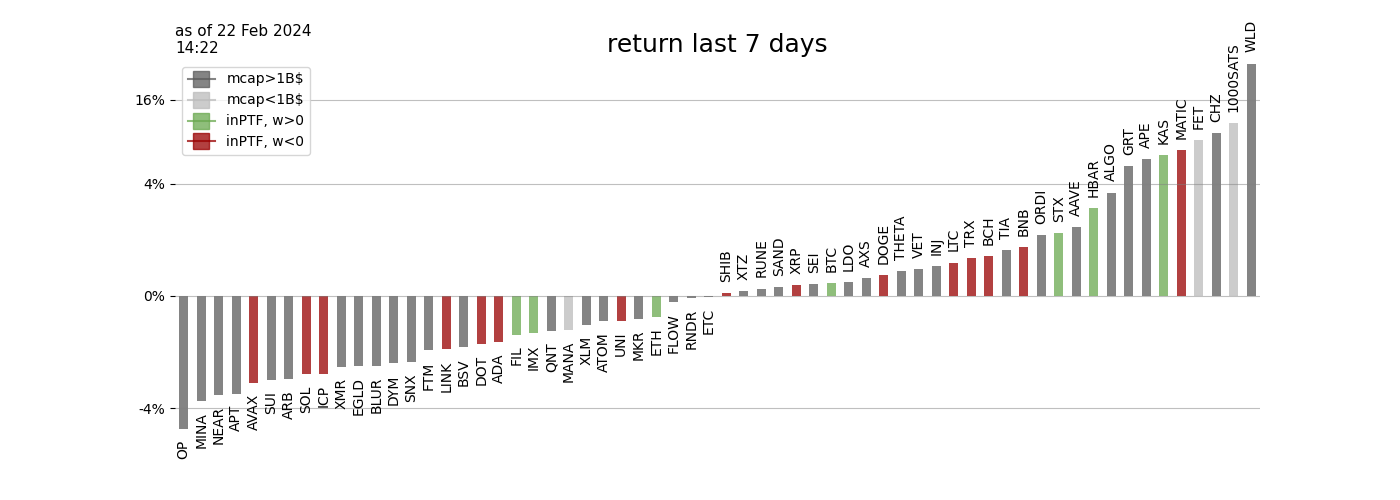 as of 22 Feb 2024
14:22
return last 7 days
mcap>1B$
mcap<1B$
inPTF, w>0
inPTF, w<0
16%
4%
0%
-4%
OP
MINA
NEAR
APT
AVAX
SUI
ARB
SOL
ICP
XMR
EGLD
BLUR
DYM
SNX
FTM
LINK
BSV
DOT
ADA
FIL
IMX
QNT
MANA
XLM
ATOM
UNI
MKR
ETH
FLOW
RNDR
ETC
SHIB
XTZ
RUNE
SAND
XRP
SEI
BTC
LDO
AXS
DOGE
THETA
VET
INJ
LTC
TRX
BCH
TIA
BNB
ORDI
STX
AAVE
HBAR
ALGO
GRT
APE
KAS
MATIC
FET
CHZ
1000SATS
WLD